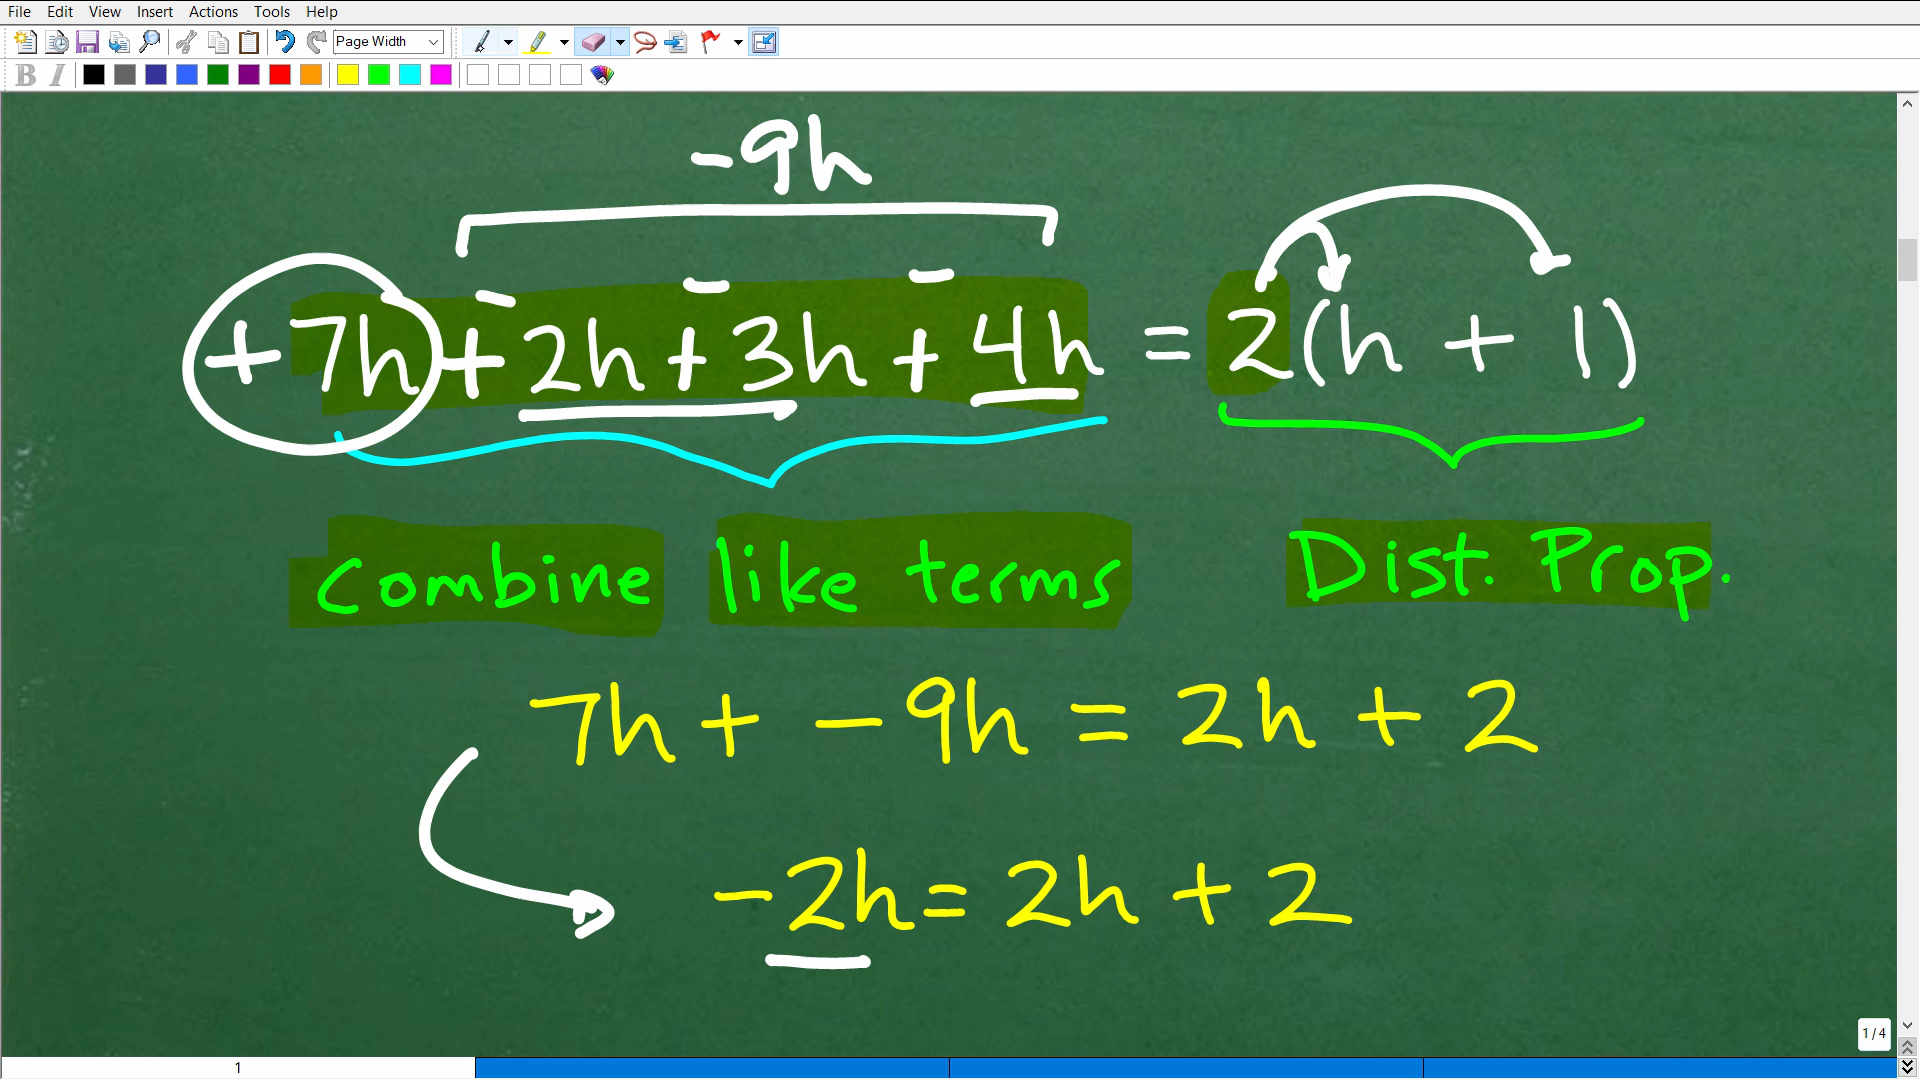 File Edit View Insert Actions Tools Help
Page Width
B I
-9h
+7h + 2h + 3h + 4h = 2(h + 1)
Combine like terms
Dist. Prop.
7h + -9h = 2h + 2
-2h = 2h + 2
1 / 4
1